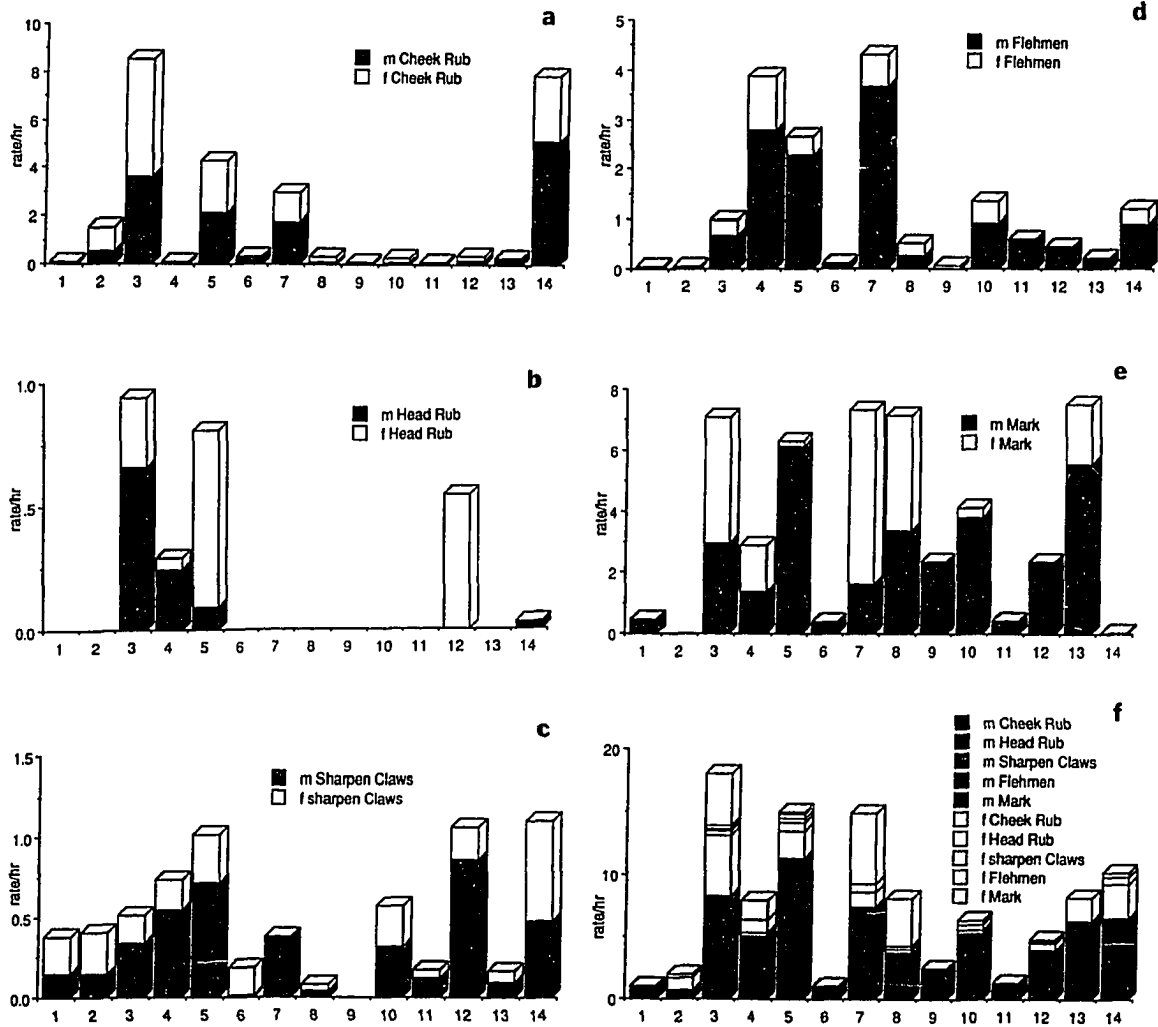 a
10
8
6
4
2
0
rate/hr
m Cheek Rub
f Cheek Rub
1 2 3 4 5 6 7 8 9 10 11 12 13 14
d
5
4
3
2
1
0
rate/hr
m Flehmen
f Flehmen
1 2 3 4 5 6 7 8 9 10 11 12 13 14
b
1.0
.5
0.0
rate/hr
m Head Rub
f Head Rub
1 2 3 4 5 6 7 8 9 10 11 12 13 14
e
8
6
4
2
0
rate/hr
m Mark
f Mark
1 2 3 4 5 6 7 8 9 10 11 12 13 14
c
1.5
1.0
0.5
0.0
rate/hr
m Sharpen Claws
f sharpen Claws
1 2 3 4 5 6 7 8 9 10 11 12 13 14
f
20
10
0
rate/hr
m Cheek Rub
m Head Rub
m Sharpen Claws
m Flehmen
m Mark
f Cheek Rub
f Head Rub
f sharpen Claws
f Flehmen
f Mark
1 2 3 4 5 6 7 8 9 10 11 12 13 14